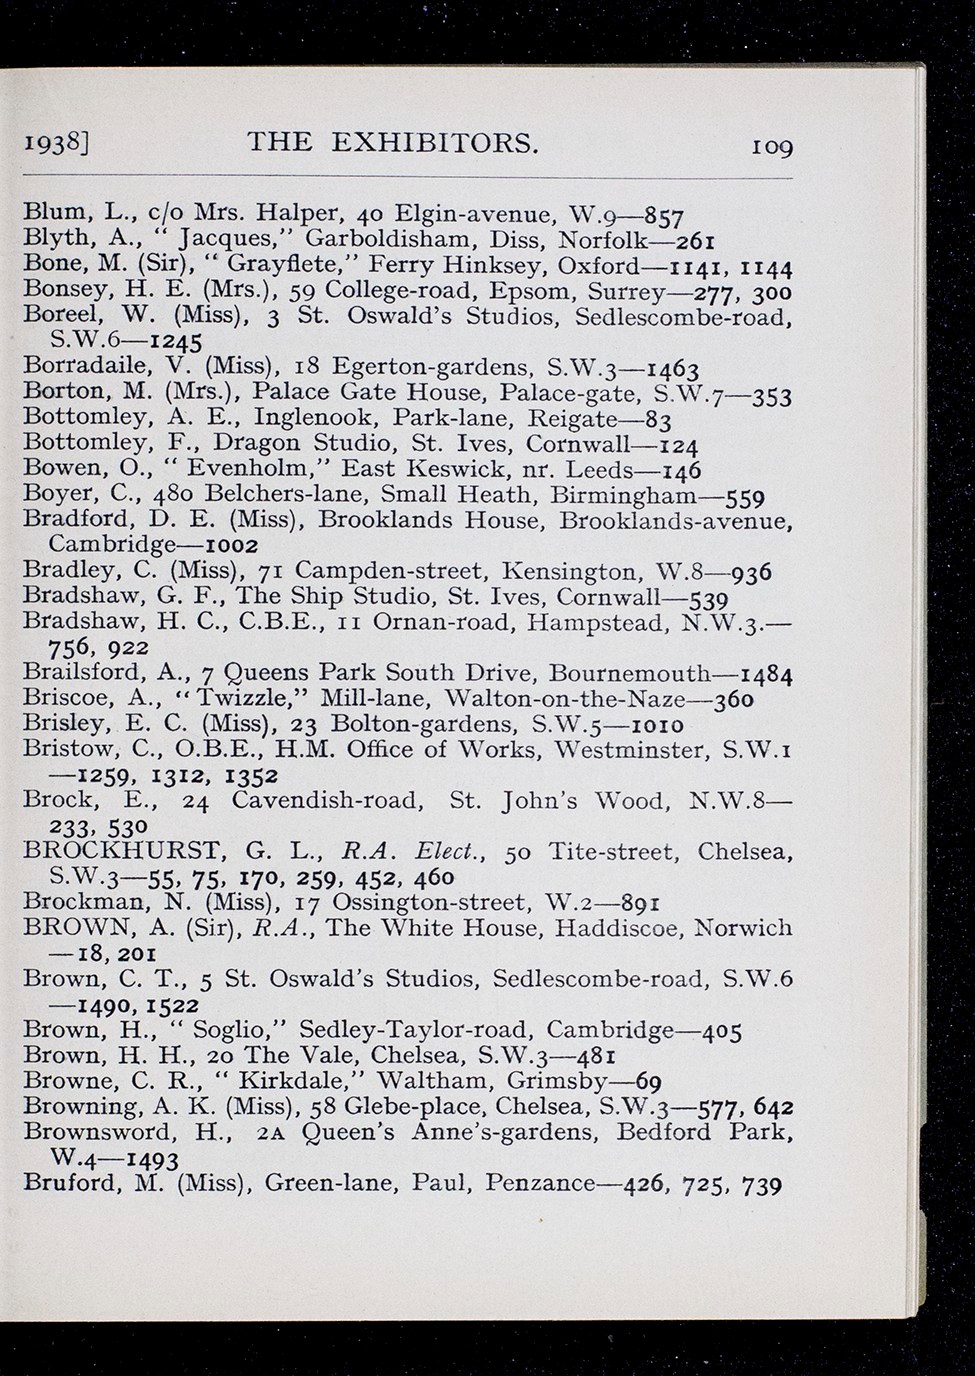 1938] THE EXHIBITORS. 109
Blum, L., c/o Mrs. Halper, 40 Elgin-avenue, W.9—857
Blyth, A., “ Jacques,” Garboldisham, Diss, Norfolk—261
Bone, M. (Sir), “ Grayflete,” Ferry Hinksey, Oxford—1141, 1144
Bonsey, H. E. (Mrs.), 59 College-road, Epsom, Surrey—277, 300
Boreel, W. (Miss), 3 St. Oswald’s Studios, Sedlescombe-road,
S.W.6—1245
Borradaile, V. (Miss), 18 Egerton-gardens, S.W.3—1463
Borton, M. (Mrs.), Palace Gate House, Palace-gate, S.W.7—353
Bottomley, A. E., Inglenook, Park-lane, Reigate—83
Bottomley, F., Dragon Studio, St. Ives, Cornwall—124
Bowen, O., “ Evenholm,” East Keswick, nr. Leeds—146
Boyer, C., 480 Belchers-lane, Small Heath, Birmingham—559
Bradford, D. E. (Miss), Brooklands House, Brooklands-avenue,
Cambridge—1002
Bradley, C. (Miss), 71 Campden-street, Kensington, W.8—936
Bradshaw, G. F., The Ship Studio, St. Ives, Cornwall—539
Bradshaw, H. C., C.B.E., 11 Ornan-road, Hampstead, N.W.3.—
756, 922
Brailsford, A., 7 Queens Park South Drive, Bournemouth—1484
Briscoe, A., “ Twizzle,” Mill-lane, Walton-on-the-Naze—360
Brisley, E. C. (Miss), 23 Bolton-gardens, S.W.5—1010
Bristow, C., O.B.E., H.M. Office of Works, Westminster, S.W.1
—1259, 1312, 1352
Brock, E., 24 Cavendish-road, St. John’s Wood, N.W.8—
233, 530
BROCKHURST, G. L., R.A. Elect., 50 Tite-street, Chelsea,
S.W.3—55, 75, 170, 259, 452, 460
Brockman, N. (Miss), 17 Ossington-street, W.2—891
BROWN, A. (Sir), R.A., The White House, Haddiscoe, Norwich
—18, 201
Brown, C. T., 5 St. Oswald’s Studios, Sedlescombe-road, S.W.6
—1490, 1522
Brown, H., “ Soglio,” Sedley-Taylor-road, Cambridge—405
Brown, H. H., 20 The Vale, Chelsea, S.W.3—481
Browne, C. R., “ Kirkdale,” Waltham, Grimsby—69
Browning, A. K. (Miss), 58 Glebe-place, Chelsea, S.W.3—577, 642
Brownsword, H., 2A Queen’s Anne’s-gardens, Bedford Park,
W.4—1493
Bruford, M. (Miss), Green-lane, Paul, Penzance—426, 725, 739